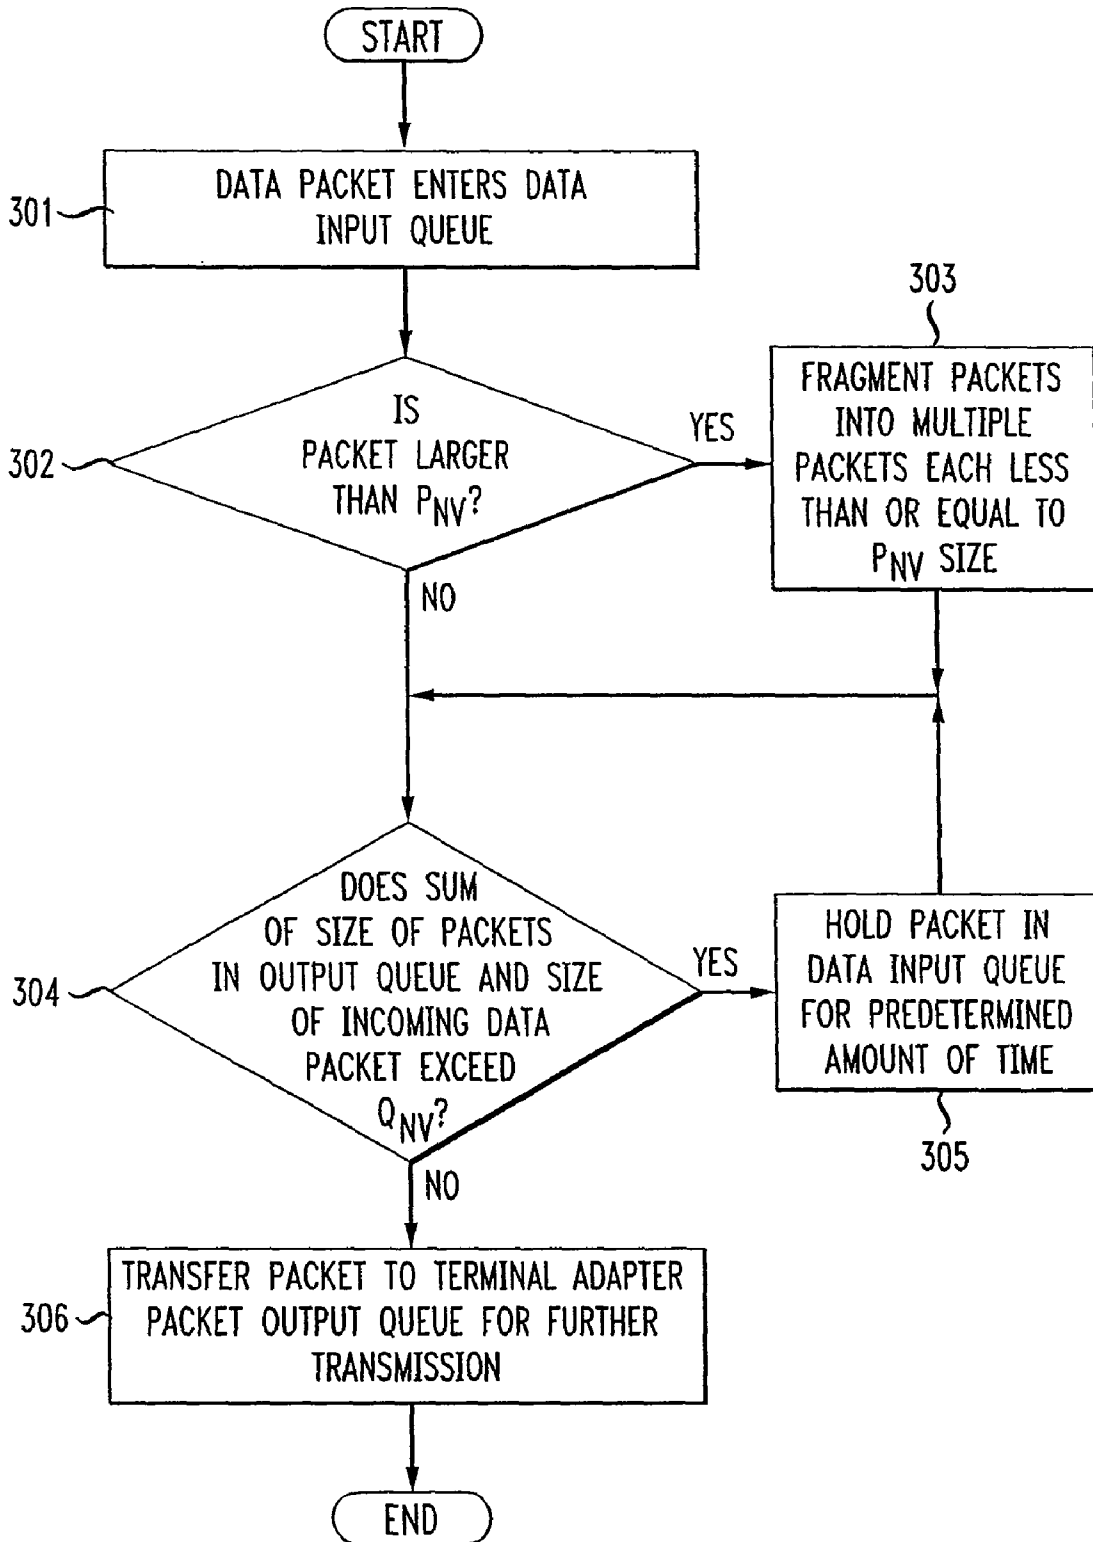 START
301
DATA PACKET ENTERS DATA
INPUT QUEUE
303
302
IS
PACKET LARGER
THAN PNV?
YES
NO
FRAGMENT PACKETS
INTO MULTIPLE
PACKETS EACH LESS
THAN OR EQUAL TO
PNV SIZE
304
DOES SUM
OF SIZE OF PACKETS
IN OUTPUT QUEUE AND SIZE
OF INCOMING DATA
PACKET EXCEED
QNV?
YES
NO
HOLD PACKET IN
DATA INPUT QUEUE
FOR PREDETERMINED
AMOUNT OF TIME
305
306
TRANSFER PACKET TO TERMINAL ADAPTER
PACKET OUTPUT QUEUE FOR FURTHER
TRANSMISSION
END